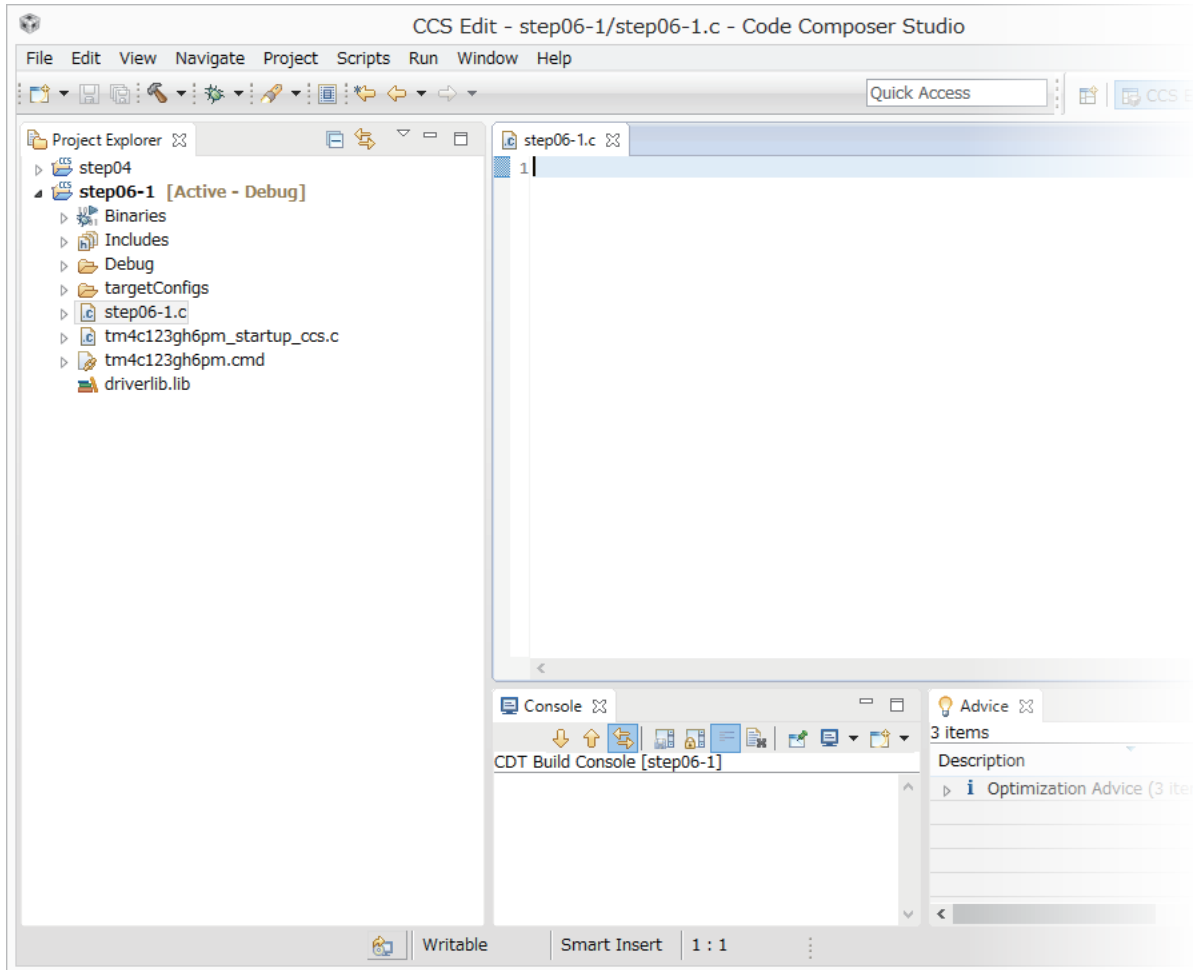 CCS Edit - step06-1/step06-1.c - Code Composer Studio
File Edit View Navigate Project Scripts Run Window Help
Quick Access
CCS E
Project Explorer
step06-1.c
step04
1
step06-1 [Active - Debug]
Binaries
Includes
Debug
targetConfigs
step06-1.c
tm4c123gh6pm_startup_ccs.c
tm4c123gh6pm.cmd
driverlib.lib
Console
Advice
3 items
CDT Build Console [step06-1]
Description
Optimization Advice (3 ite
Writable
Smart Insert
1 : 1